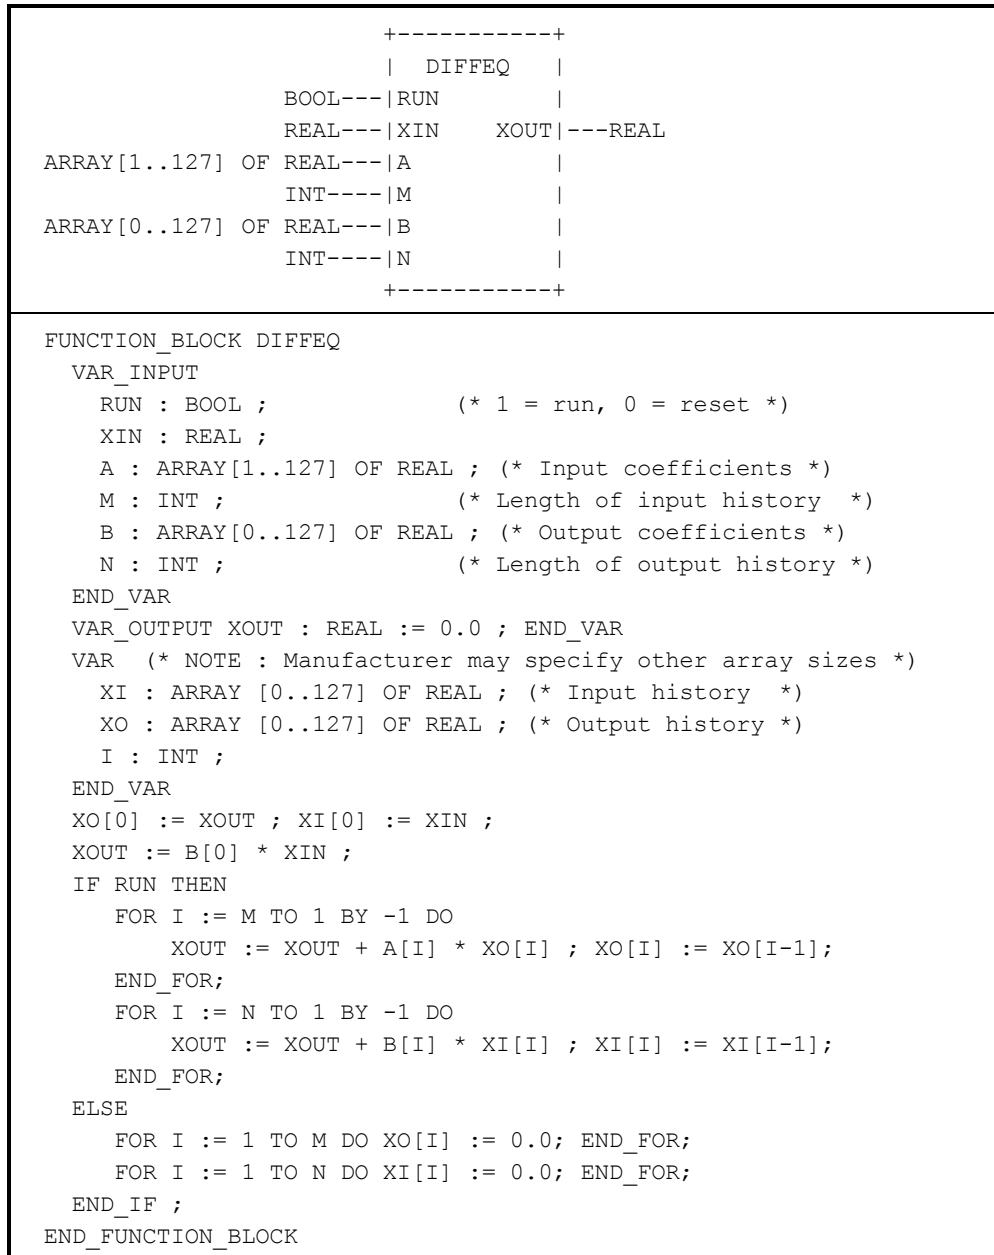 +-----------+
                         |  DIFFEQ   |
                 BOOL---|RUN        |
                 REAL---|XIN    XOUT|---REAL
ARRAY[1..127] OF REAL---|A          |
                 INT----|M          |
ARRAY[0..127] OF REAL---|B          |
                 INT----|N          |
                         +-----------+
FUNCTION_BLOCK DIFFEQ
  VAR_INPUT
    RUN : BOOL ;               (* 1 = run, 0 = reset *)
    XIN : REAL ;
    A : ARRAY[1..127] OF REAL ; (* Input coefficients *)
    M : INT ;                  (* Length of input history  *)
    B : ARRAY[0..127] OF REAL ; (* Output coefficients *)
    N : INT ;                  (* Length of output history *)
  END_VAR
  VAR_OUTPUT XOUT : REAL := 0.0 ; END_VAR
  VAR  (* NOTE : Manufacturer may specify other array sizes *)
    XI : ARRAY [0..127] OF REAL ; (* Input history  *)
    XO : ARRAY [0..127] OF REAL ; (* Output history *)
    I : INT ;
  END_VAR
  XO[0] := XOUT ; XI[0] := XIN ;
  XOUT := B[0] * XIN ;
  IF RUN THEN
     FOR I := M TO 1 BY -1 DO
         XOUT := XOUT + A[I] * XO[I] ; XO[I] := XO[I-1];
     END_FOR;
     FOR I := N TO 1 BY -1 DO
         XOUT := XOUT + B[I] * XI[I] ; XI[I] := XI[I-1];
     END_FOR;
  ELSE
     FOR I := 1 TO M DO XO[I] := 0.0; END_FOR;
     FOR I := 1 TO N DO XI[I] := 0.0; END_FOR;
  END_IF ;
END_FUNCTION_BLOCK